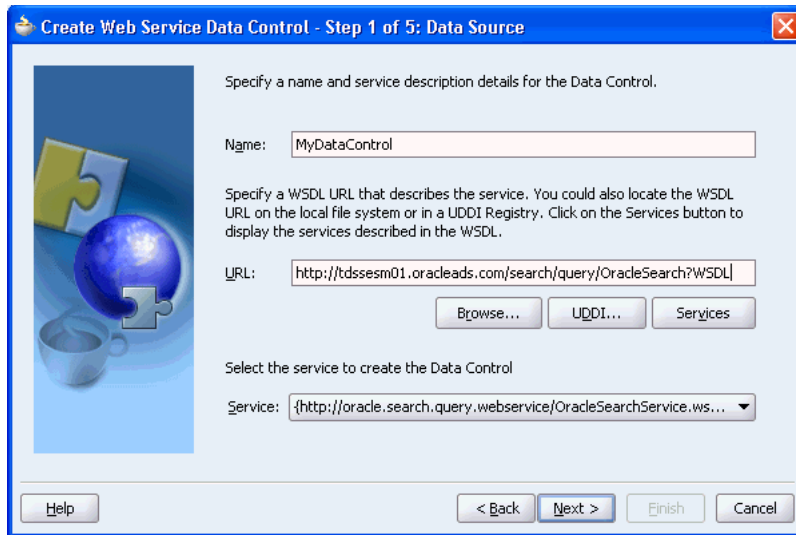 Create Web Service Data Control - Step 1 of 5: Data Source
Specify a name and service description details for the Data Control.
Name: MyDataControl
Specify a WSDL URL that describes the service. You could also locate the WSDL
URL on the local file system or in a UDDI Registry. Click on the Services button to
display the services described in the WSDL.
URL: http://tdssesm01.oracleads.com/search/query/OracleSearch?WSDL
Browse... UDDI... Services
Select the service to create the Data Control
Service: {http://oracle.search.query.webservice/OracleSearchService.ws...
Help < Back Next > Finish Cancel